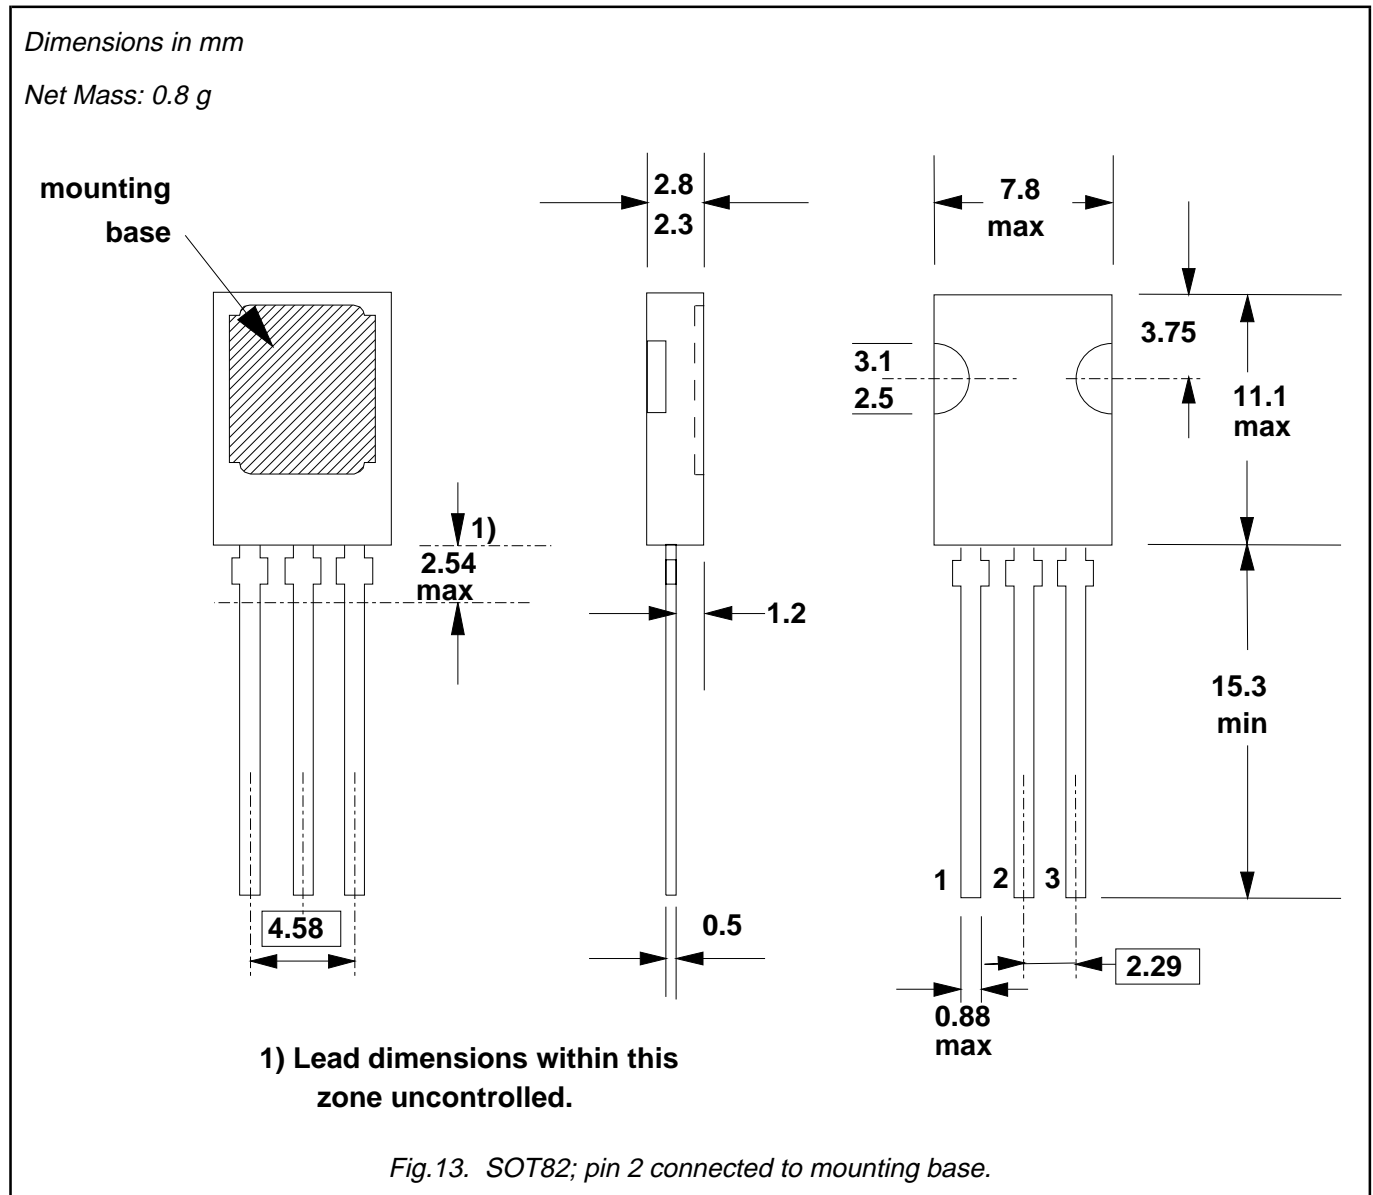 Dimensions in mm
Net Mass: 0.8 g
mounting
base
2.8
2.3
7.8
max
3.75
3.1
2.5
11.1
max
1)
2.54
max
1.2
15.3
min
1 2 3
4.58
0.5
2.29
0.88
max
1) Lead dimensions within this
zone uncontrolled.
Fig.13. SOT82; pin 2 connected to mounting base.